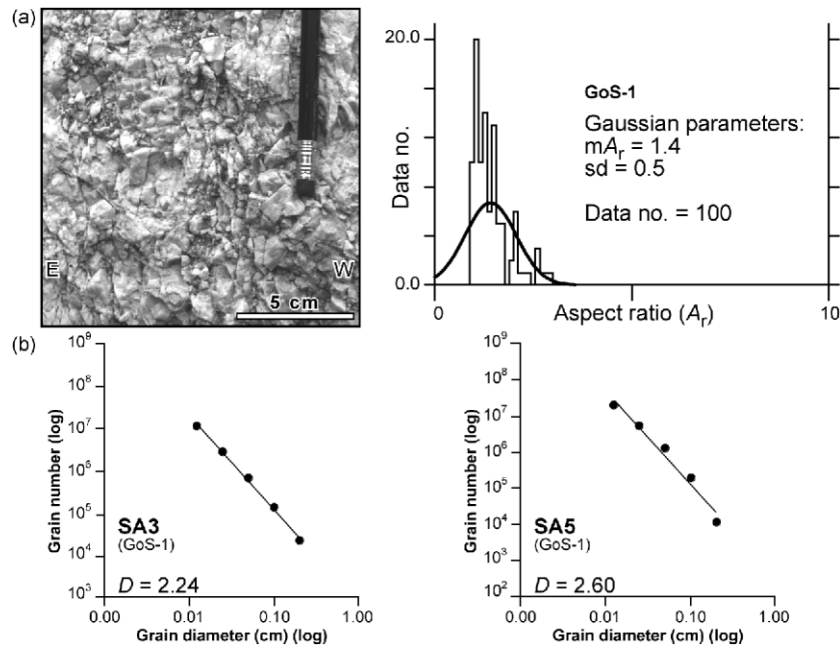 (a)
E
W
5 cm
20.0
Data no.
0.0
0
10
Aspect ratio (Aᵣ)
GoS-1
Gaussian parameters:
mAᵣ = 1.4
sd = 0.5
Data no. = 100
(b)
10⁹
10⁸
10⁷
10⁶
10⁵
10⁴
10³
Grain number (log)
SA3
(GoS-1)
D = 2.24
0.00
0.01
0.10
1.00
Grain diameter (cm) (log)
10⁹
10⁸
10⁷
10⁶
10⁵
10⁴
10³
10²
Grain number (log)
SA5
(GoS-1)
D = 2.60
0.00
0.01
0.10
1.00
Grain diameter (cm) (log)